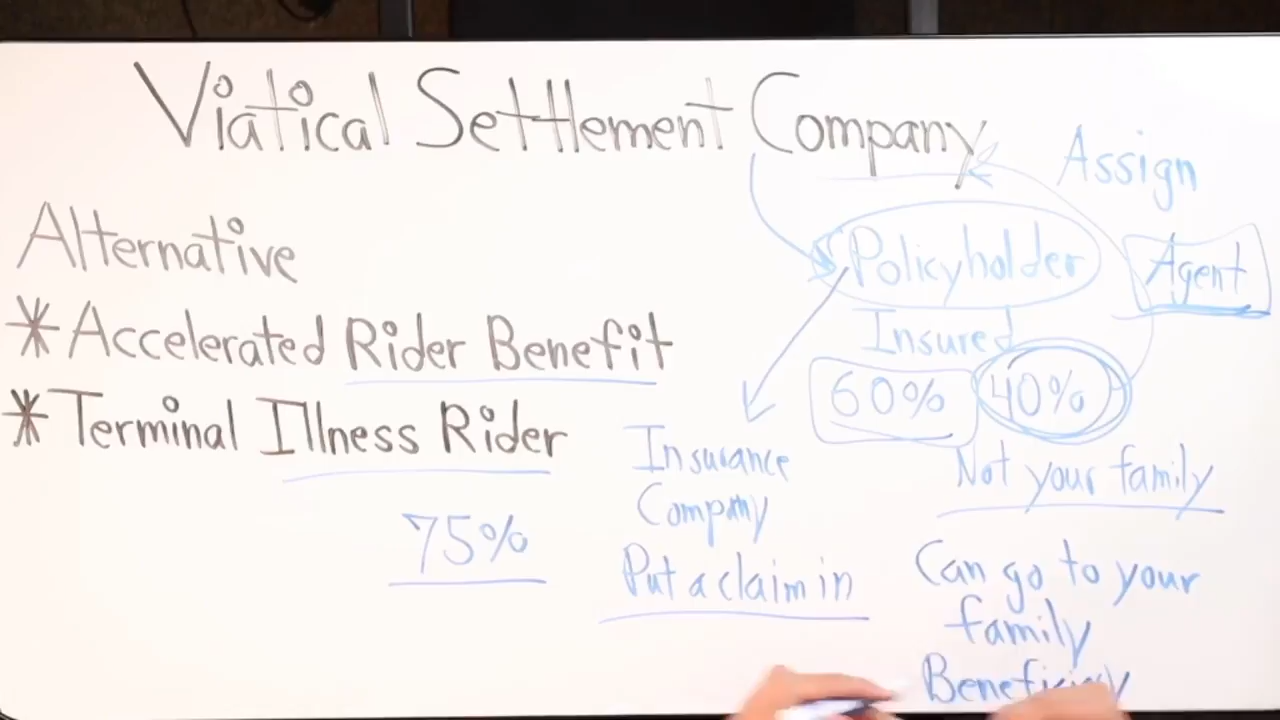 Viatical Settlement Company
Assign
Alternative
Policyholder
Agent
* Accelerated Rider Benefit
Insured
60% 40%
* Terminal Illness Rider
Insurance
Company
Put a claim in
Not your family
75%
Can go to your
family